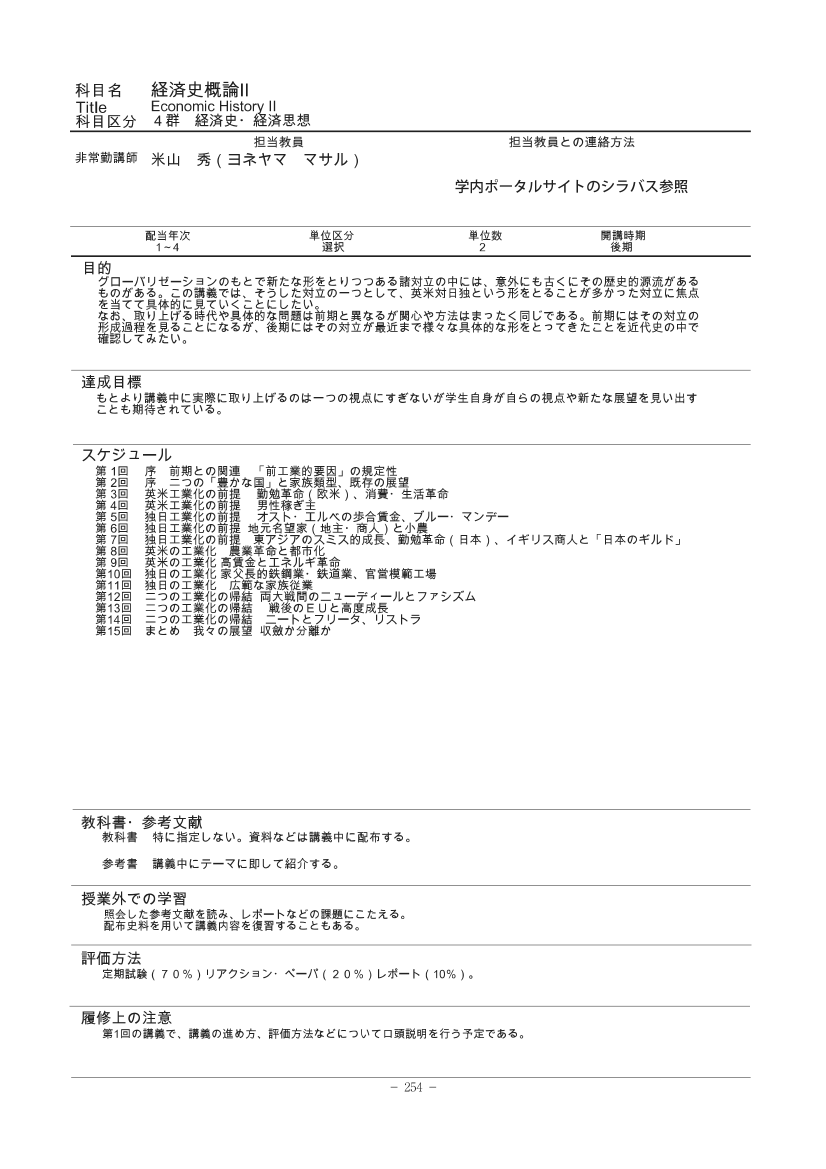 科目名　経済史概論II
Title　Economic History II
科目区分　４群　経済史・経済思想
担当教員　担当教員との連絡方法
非常勤講師　米山　秀（ヨネヤマ　マサル）
学内ポータルサイトのシラバス参照
配当年次　単位区分　単位数　開講時期
1～4　選択　2　後期
目的
グローバリゼーションのもとで新たな形をとりつつある諸対立の中には、意外にも古くにその歴史的源流がある
ものがある。この講義では、そうした対立の一つとして、英米対日独という形をとることが多かった対立に焦点
を当てて具体的に見ていくことにしたい。
なお、取り上げる時代や具体的な問題は前期と異なるが関心や方法はまったく同じである。前期にはその対立の
形成過程を見ることになるが、後期にはその対立が最近まで様々な具体的な形をとってきたことを近代史の中で
確認してみたい。
達成目標
もとより講義中に実際に取り上げるのは一つの視点にすぎないが学生自身が自らの視点や新たな展望を見い出す
ことも期待されている。
スケジュール
第 1回　序　前期との関連　「前工業的要因」の規定性
第 2回　序　二つの「豊かな国」と家族類型、既存の展望
第 3回　英米工業化の前提　勤勉革命（欧米）、消費・生活革命
第 4回　英米工業化の前提　男性稼ぎ主
第 5回　独日工業化の前提　オスト・エルベの歩合賃金、ブルー・マンデー
第 6回　独日工業化の前提 地元名望家（地主・商人）と小農
第 7回　独日工業化の前提　東アジアのスミス的成長、勤勉革命（日本）、イギリス商人と「日本のギルド」
第 8回　英米の工業化　農業革命と都市化
第 9回　英米の工業化 高賃金とエネルギ革命
第10回　独日の工業化 家父長的鉄鋼業・鉄道業、官営模範工場
第11回　独日の工業化　広範な家族従業
第12回　二つの工業化の帰結 両大戦間のニューディールとファシズム
第13回　二つの工業化の帰結　戦後のＥＵと高度成長
第14回　二つの工業化の帰結　ニートとフリータ、リストラ
第15回　まとめ　我々の展望 収斂か分離か
教科書・参考文献
教科書　特に指定しない。資料などは講義中に配布する。
参考書　講義中にテーマに即して紹介する。
授業外での学習
照会した参考文献を読み、レポートなどの課題にこたえる。
配布史料を用いて講義内容を復習することもある。
評価方法
定期試験（７０％）リアクション・ペーパ（２０％）レポート（10％）。
履修上の注意
第1回の講義で、講義の進め方、評価方法などについて口頭説明を行う予定である。
− 254 −